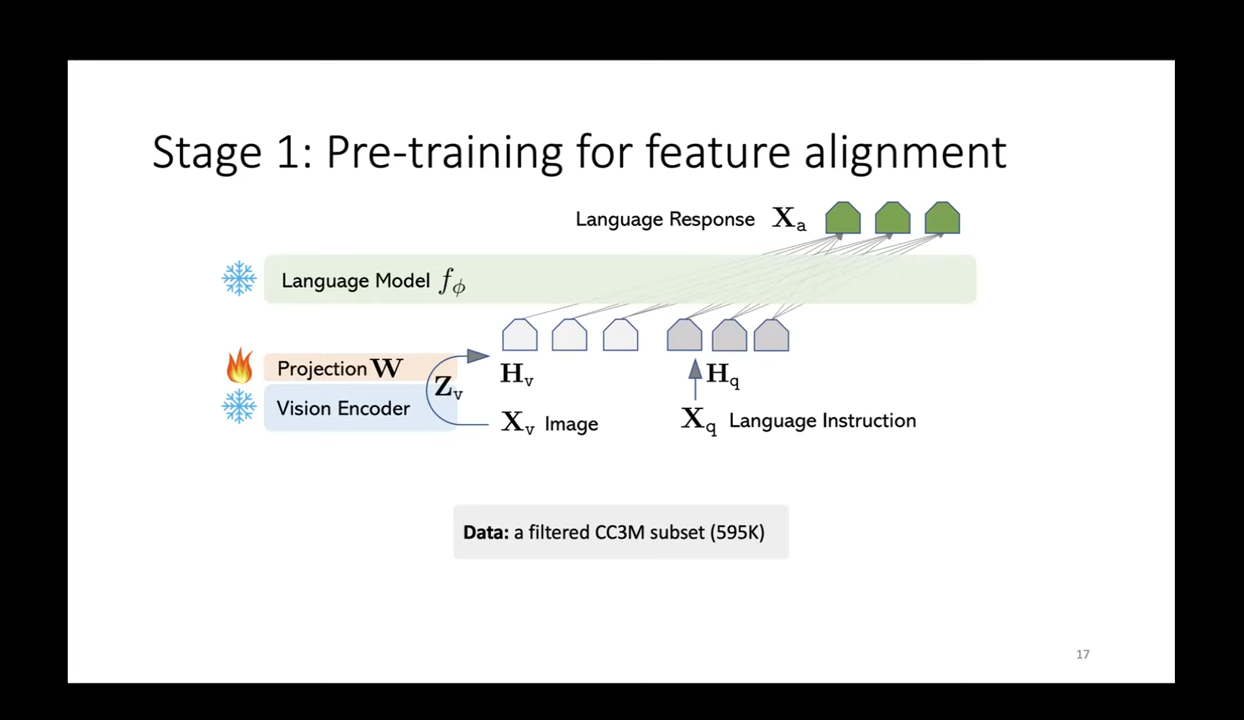 Stage 1: Pre-training for feature alignment
Language Response Xa
Language Model fϕ
Projection W
Zv
Hv
Hq
Vision Encoder
Xv Image
Xq Language Instruction
Data: a filtered CC3M subset (595K)
17